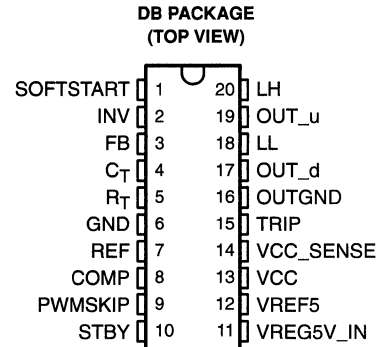 DB PACKAGE
(TOP VIEW)
SOFTSTART 1 20 LH
INV 2 19 OUT_u
FB 3 18 LL
CT 4 17 OUT_d
RT 5 16 OUTGND
GND 6 15 TRIP
REF 7 14 VCC_SENSE
COMP 8 13 VCC
PWMSKIP 9 12 VREF5
STBY 10 11 VREG5V_IN